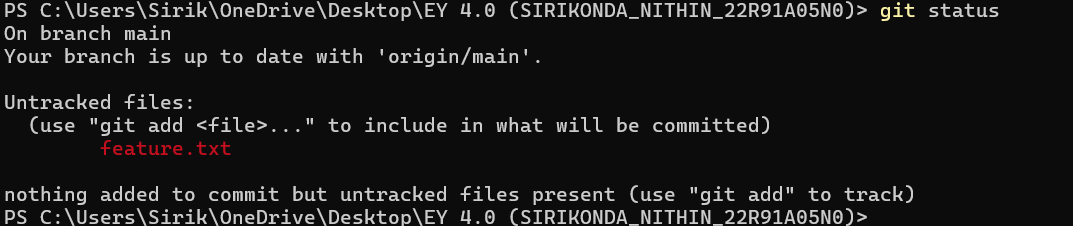 PS C:\Users\Sirik\OneDrive\Desktop\EY 4.0 (SIRIKONDA_NITHIN_22R91A05N0)> git status
On branch main
Your branch is up to date with 'origin/main'.

Untracked files:
  (use "git add <file>..." to include in what will be committed)
        feature.txt

nothing added to commit but untracked files present (use "git add" to track)
PS C:\Users\Sirik\OneDrive\Desktop\EY 4.0 (SIRIKONDA_NITHIN_22R91A05N0)>